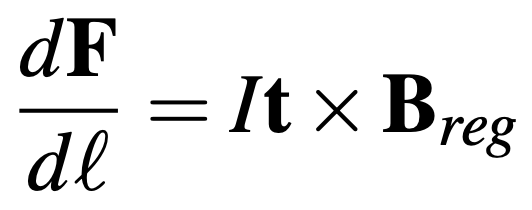 d𝐅/dℓ = I𝐭 × 𝐁_reg